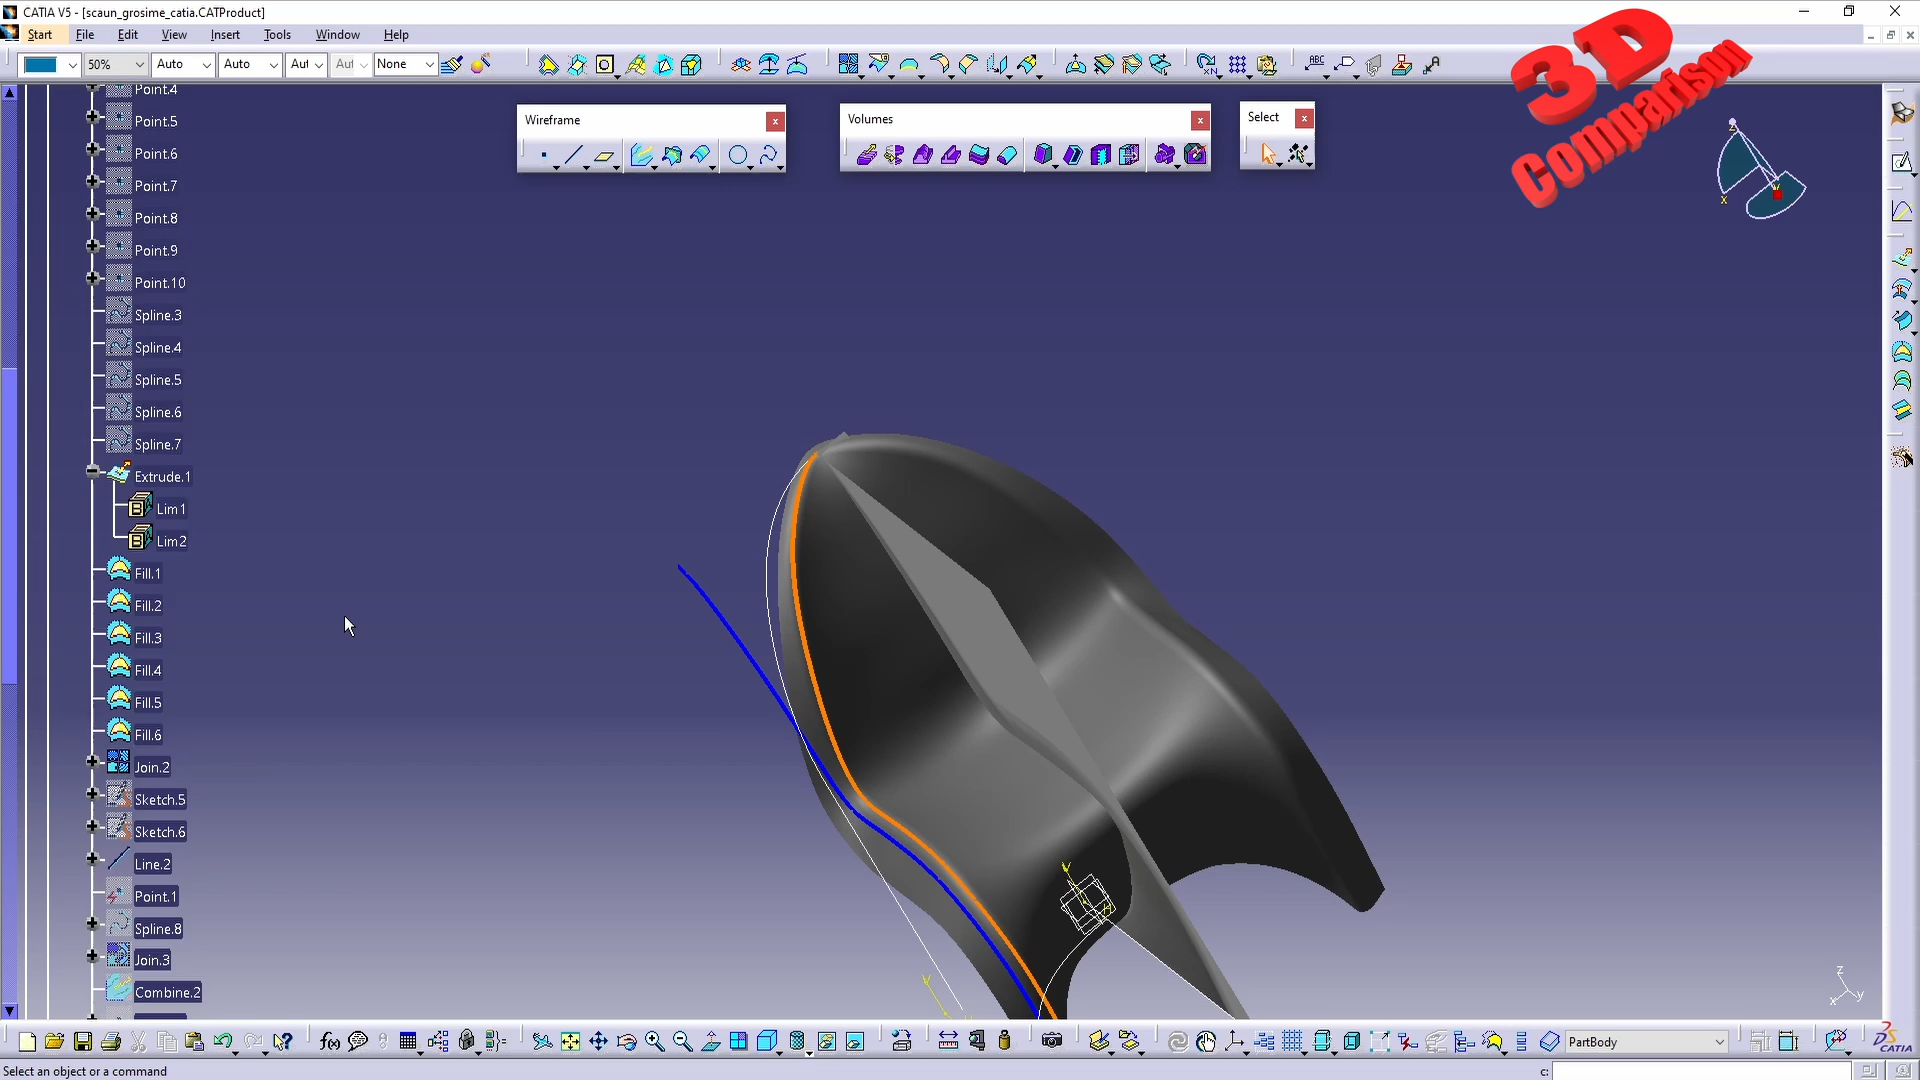 CATIA V5 - [scaun_grosime_catia.CATProduct]
Start File Edit View Insert Tools Window Help
50% Auto Auto Aut Aut None
3D
Comparison
Wireframe
Volumes
Select
Point.4
Point.5
Point.6
Point.7
Point.8
Point.9
Point.10
Spline.3
Spline.4
Spline.5
Spline.6
Spline.7
Extrude.1
Lim1
Lim2
Fill.1
Fill.2
Fill.3
Fill.4
Fill.5
Fill.6
Join.2
Sketch.5
Sketch.6
Line.2
Point.1
Spline.8
Join.3
Combine.2
z
x
V
V
H
z
x y
PartBody
CATIA
Select an object or a command
c: